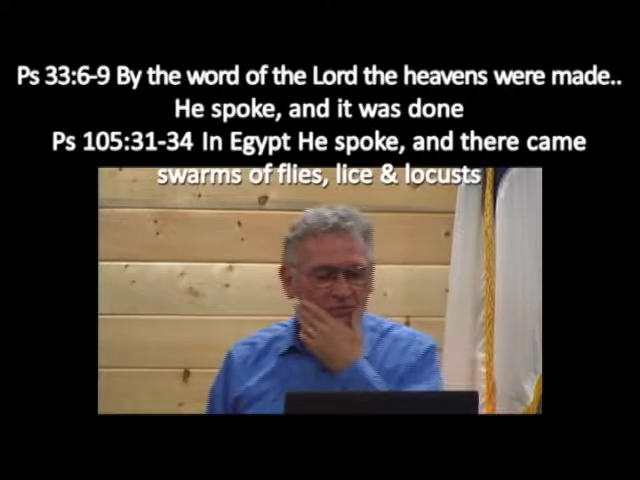 Ps 33:6-9 By the word of the Lord the heavens were made..
He spoke, and it was done
Ps 105:31-34 In Egypt He spoke, and there came
swarms of flies, lice & locusts